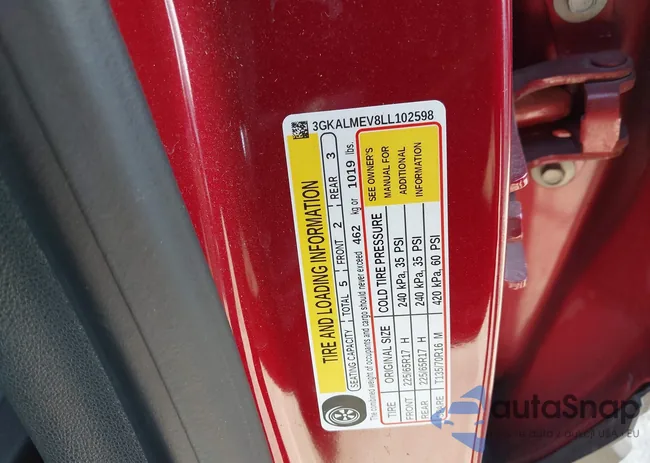 3GKALMEV8LL102598
TIRE AND LOADING INFORMATION
SEATING CAPACITY TOTAL 5 FRONT 2 REAR 3
The combined weight of occupants and cargo should never exceed 462 kg or 1019 lbs.
TIRE ORIGINAL SIZE COLD TIRE PRESSURE SEE OWNER'S MANUAL FOR ADDITIONAL INFORMATION
FRONT 225/65R17 H 240 kPa, 35 PSI
REAR 225/65R17 H 240 kPa, 35 PSI
SPARE T135/70R16 M 420 kPa, 60 PSI
autaSnap